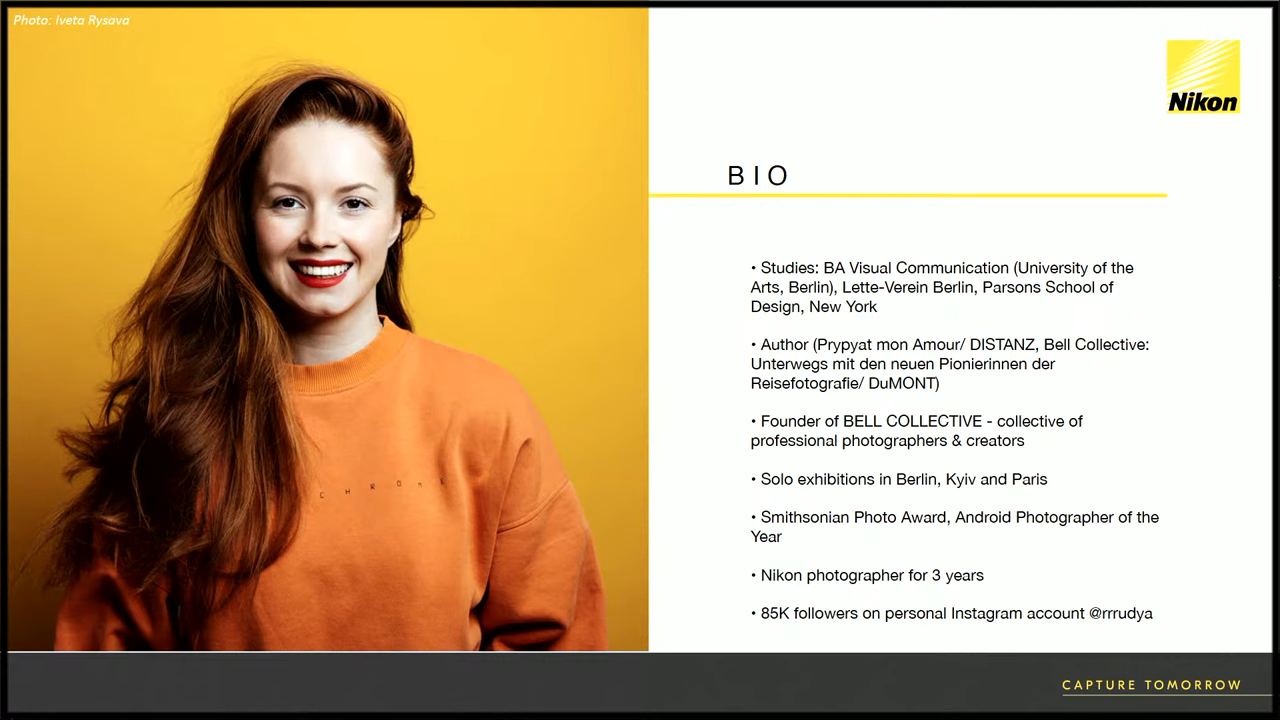 Photo: Iveta Rysava
Nikon
BIO
• Studies: BA Visual Communication (University of the
Arts, Berlin), Lette-Verein Berlin, Parsons School of
Design, New York
• Author (Prypyat mon Amour/ DISTANZ, Bell Collective:
Unterwegs mit den neuen Pionierinnen der
Reisefotografie/ DuMONT)
• Founder of BELL COLLECTIVE - collective of
professional photographers & creators
• Solo exhibitions in Berlin, Kyiv and Paris
• Smithsonian Photo Award, Android Photographer of the
Year
• Nikon photographer for 3 years
• 85K followers on personal Instagram account @rrrudya
CAPTURE TOMORROW